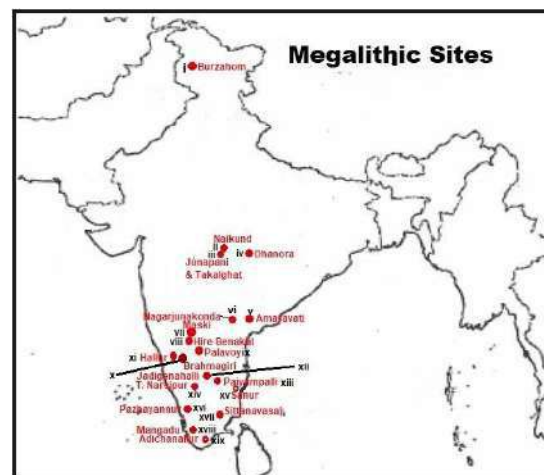 Megalithic Sites
i Burzahom
Naikund
ii
iii
iv Dhanora
Junapani
& Takalghat
Nagarjunakonda
vi
v
Amaravati
Maski
vii
viii Hire Benakal
Palavoy ix
xi Hallur
x
Brahmagiri
xii
Jadigenahalli
Paiyampalli xiii
T. Narsipur
xiv
xv Sanur
Pazhayannur xvi
xvii
Sittanavasal
Mangadu xviii
Adichanallur xix